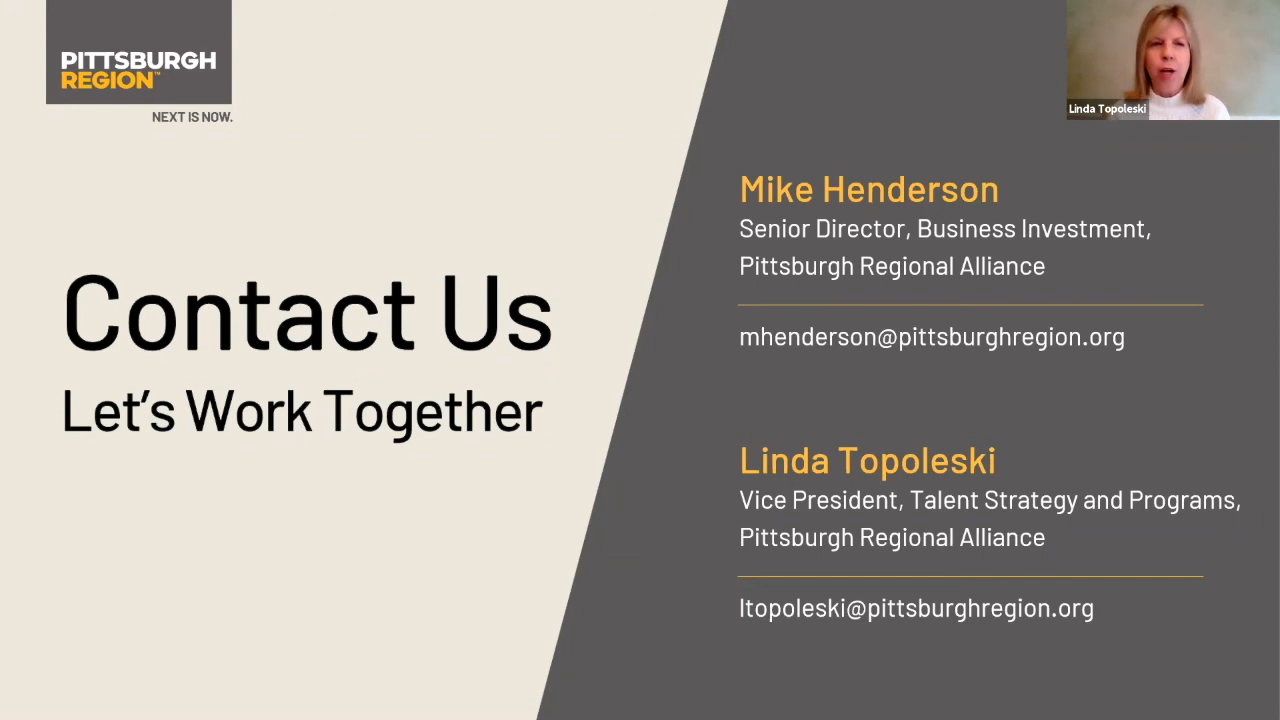 PITTSBURGH
REGION™
NEXT IS NOW.
Contact Us
Let's Work Together
Linda Topoleski
Mike Henderson
Senior Director, Business Investment,
Pittsburgh Regional Alliance
mhenderson@pittsburghregion.org
Linda Topoleski
Vice President, Talent Strategy and Programs,
Pittsburgh Regional Alliance
ltopoleski@pittsburghregion.org